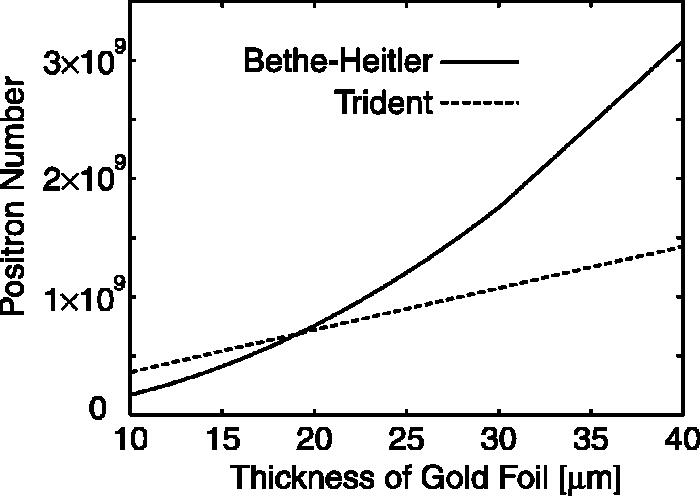 Positron Number
3×10⁹
2×10⁹
1×10⁹
0
Bethe-Heitler
Trident
10 15 20 25 30 35 40
Thickness of Gold Foil [μm]